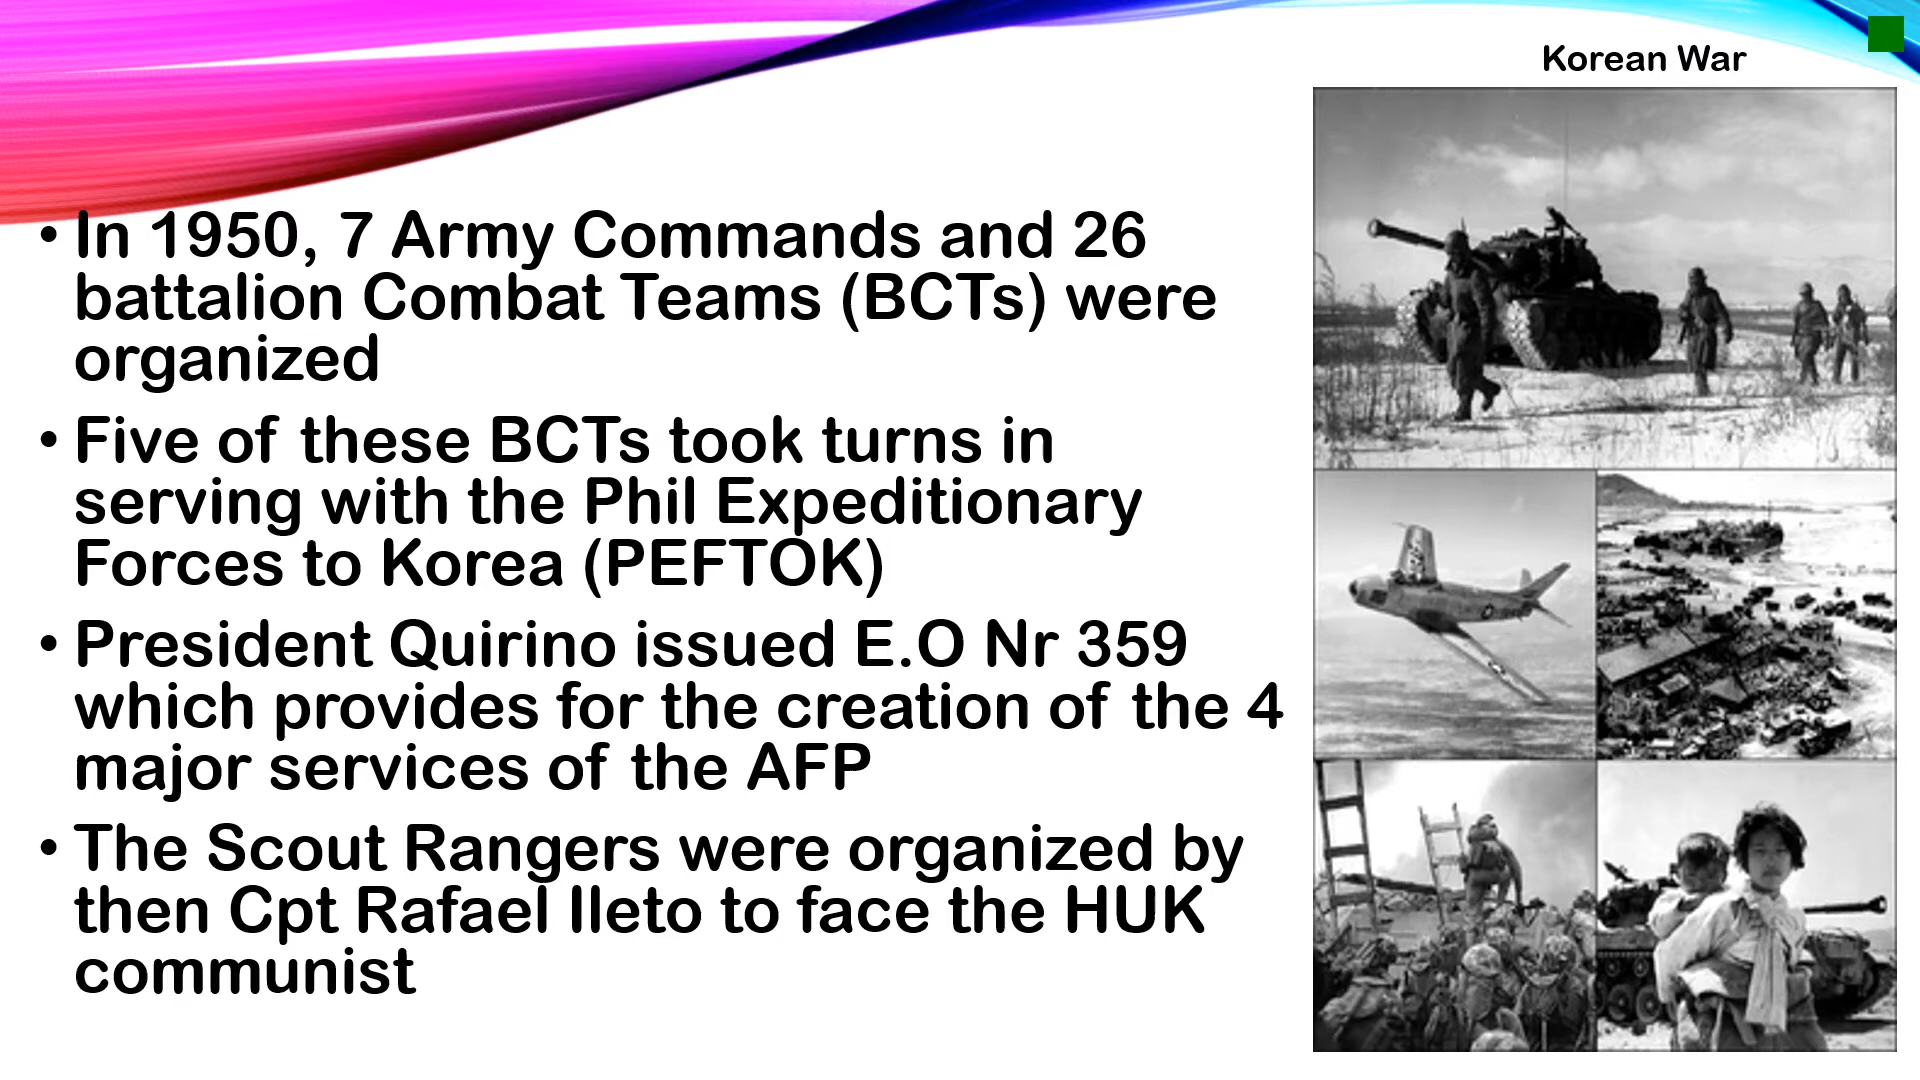 Korean War
• In 1950, 7 Army Commands and 26
battalion Combat Teams (BCTs) were
organized
• Five of these BCTs took turns in
serving with the Phil Expeditionary
Forces to Korea (PEFTOK)
• President Quirino issued E.O Nr 359
which provides for the creation of the 4
major services of the AFP
• The Scout Rangers were organized by
then Cpt Rafael Ileto to face the HUK
communist